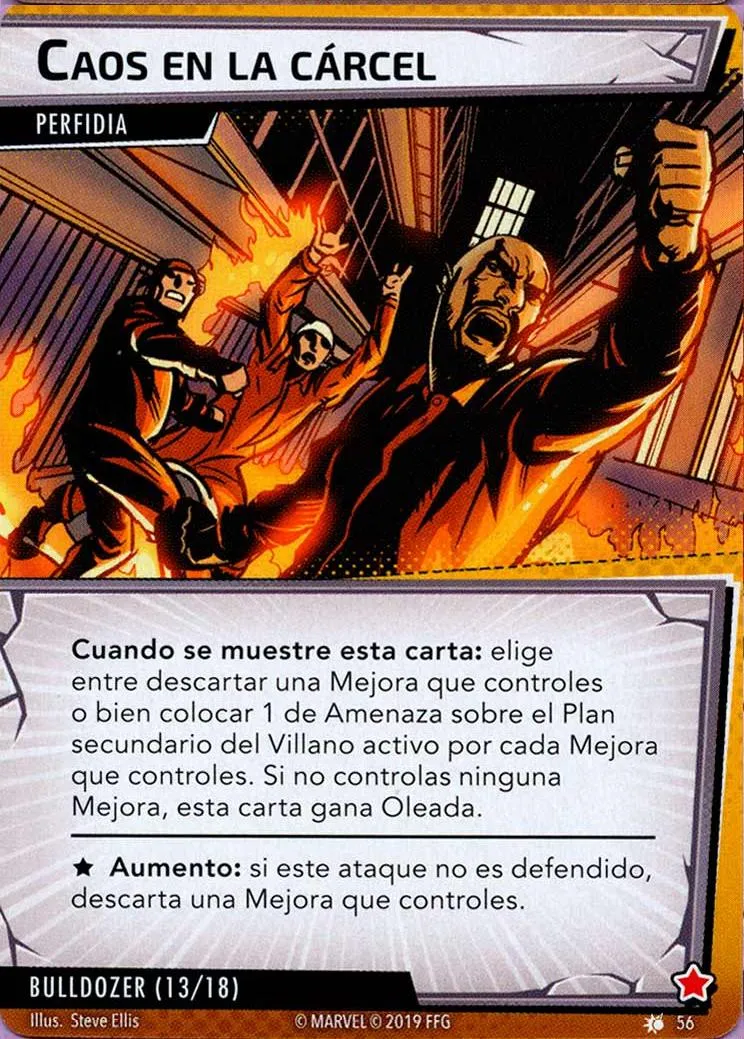 CAOS EN LA CÁRCEL
PERFIDIA
Cuando se muestre esta carta: elige
entre descartar una Mejora que controles
o bien colocar 1 de Amenaza sobre el Plan
secundario del Villano activo por cada Mejora
que controles. Si no controlas ninguna
Mejora, esta carta gana Oleada.
★ Aumento: si este ataque no es defendido,
descarta una Mejora que controles.
BULLDOZER (13/18)
Illus. Steve Ellis
© MARVEL © 2019 FFG
56